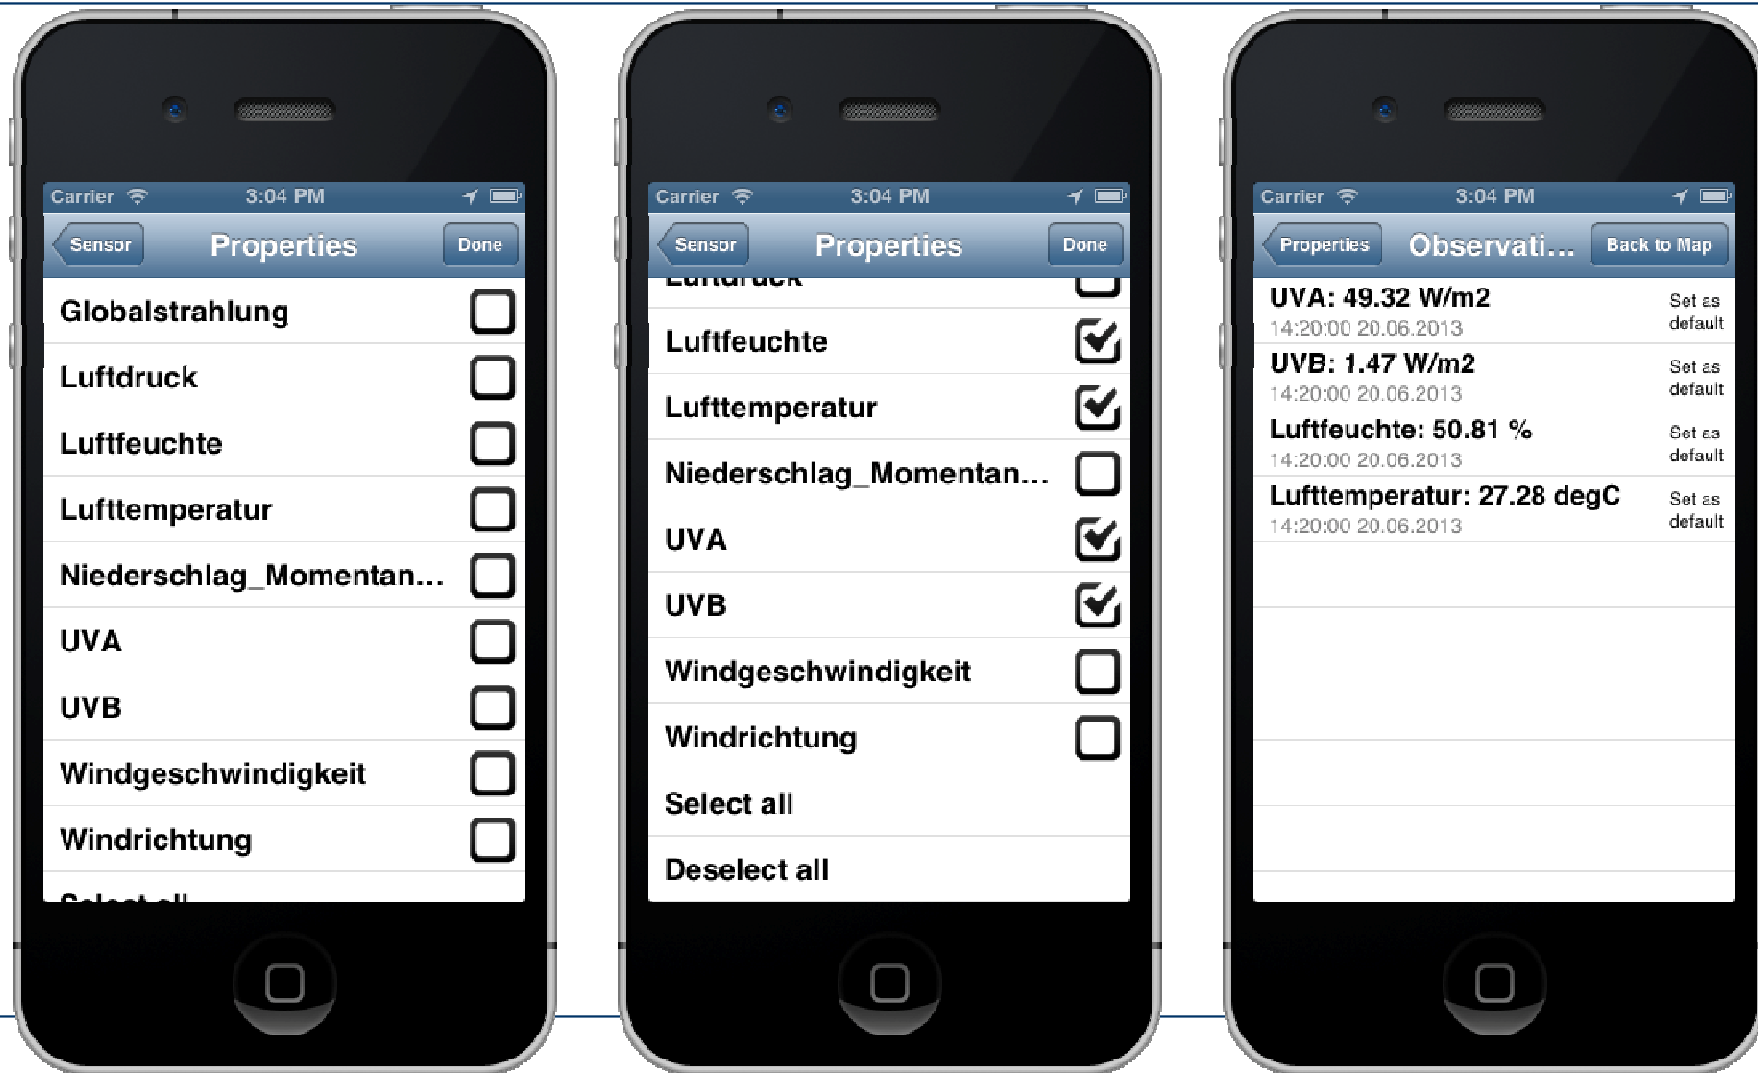 Carrier 3:04 PM
Sensor Properties Done
Globalstrahlung
Luftdruck
Luftfeuchte
Lufttemperatur
Niederschlag_Momentan...
UVA
UVB
Windgeschwindigkeit
Windrichtung
Select all
Carrier 3:04 PM
Sensor Properties Done
Luftdruck
Luftfeuchte
Lufttemperatur
Niederschlag_Momentan...
UVA
UVB
Windgeschwindigkeit
Windrichtung
Select all
Deselect all
Carrier 3:04 PM
Properties Observati... Back to Map
UVA: 49.32 W/m2
14:20:00 20.06.2013
Set as
default
UVB: 1.47 W/m2
14:20:00 20.06.2013
Set as
default
Luftfeuchte: 50.81 %
14:20:00 20.06.2013
Set as
default
Lufttemperatur: 27.28 degC
14:20:00 20.06.2013
Set as
default